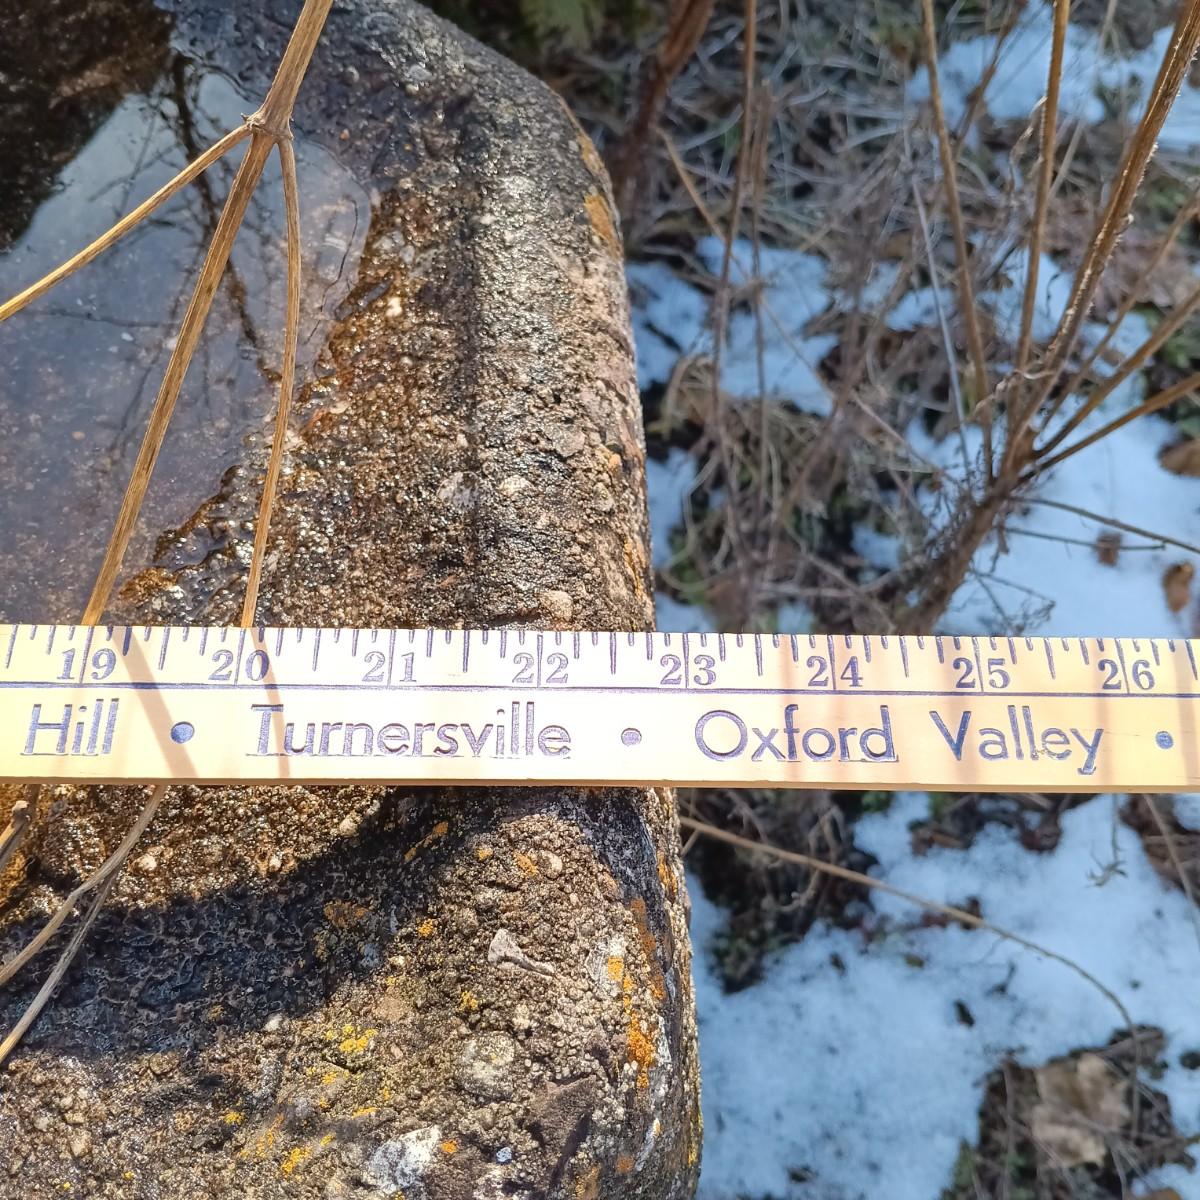 19 20 21 22 23 24 25 26
Hill • Turnersville • Oxford Valley •